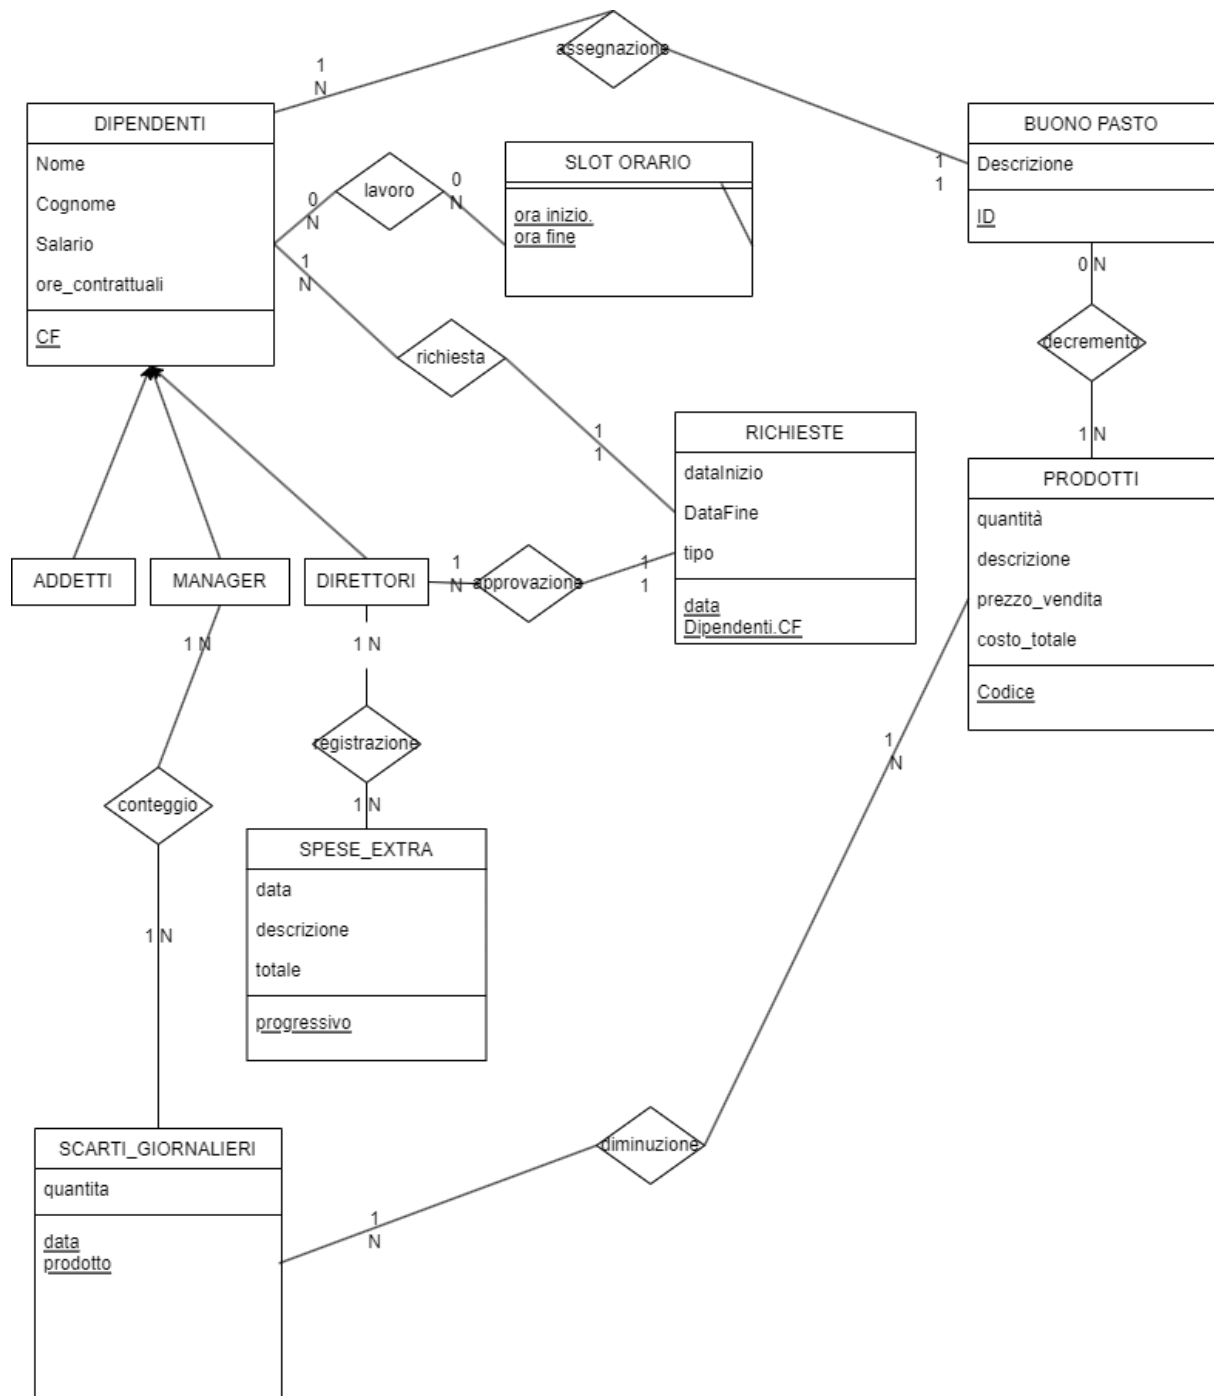 assegnazione
1
N
DIPENDENTI
Nome
Cognome
Salario
ore_contrattuali
CF
0
N
lavoro
0
N
SLOT ORARIO
ora inizio.
ora fine
1
1
BUONO PASTO
Descrizione
ID
1
N
richiesta
1
1
0 N
decremento
1 N
RICHIESTE
dataInizio
DataFine
tipo
data
Dipendenti.CF
PRODOTTI
quantità
descrizione
prezzo_vendita
costo_totale
Codice
ADDETTI
MANAGER
DIRETTORI
1
N
approvazione
1
1
1 N
1 N
registrazione
1 N
conteggio
1 N
SPESE_EXTRA
data
descrizione
totale
progressivo
1
N
diminuzione
1
N
SCARTI_GIORNALIERI
quantita
data
prodotto